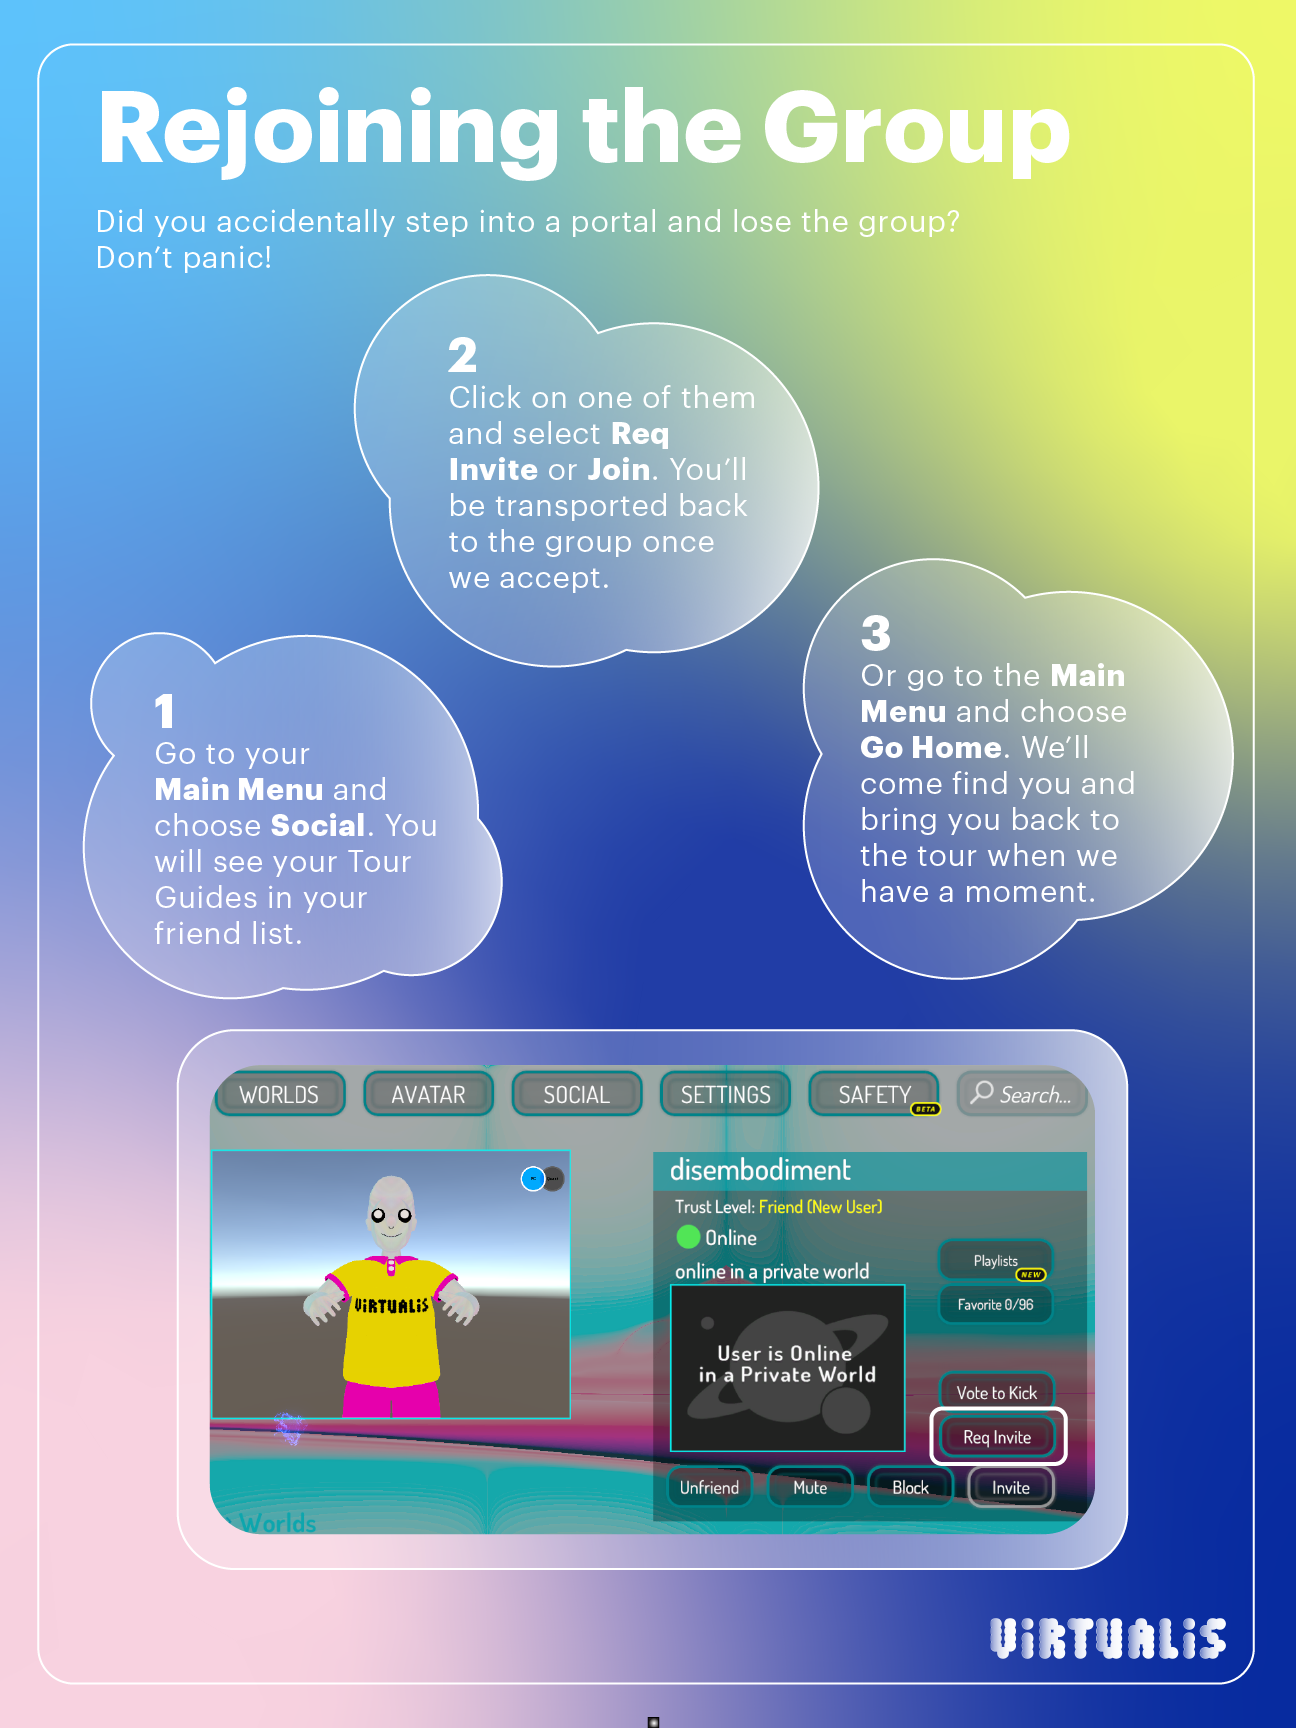 Rejoining the Group
Did you accidentally step into a portal and lose the group?
Don't panic!
1
Go to your
Main Menu and
choose Social. You
will see your Tour
Guides in your
friend list.
2
Click on one of them
and select Req
Invite or Join. You'll
be transported back
to the group once
we accept.
3
Or go to the Main
Menu and choose
Go Home. We'll
come find you and
bring you back to
the tour when we
have a moment.
WORLDS
AVATAR
SOCIAL
SETTINGS
SAFETY
BETA
Search...
PC
Quest
ViRTUALiS
disembodiment
Trust Level: Friend (New User)
Online
online in a private world
User is Online
in a Private World
Playlists
NEW
Favorite 0/96
Vote to Kick
Req Invite
Unfriend
Mute
Block
Invite
Worlds
ViRTUALiS